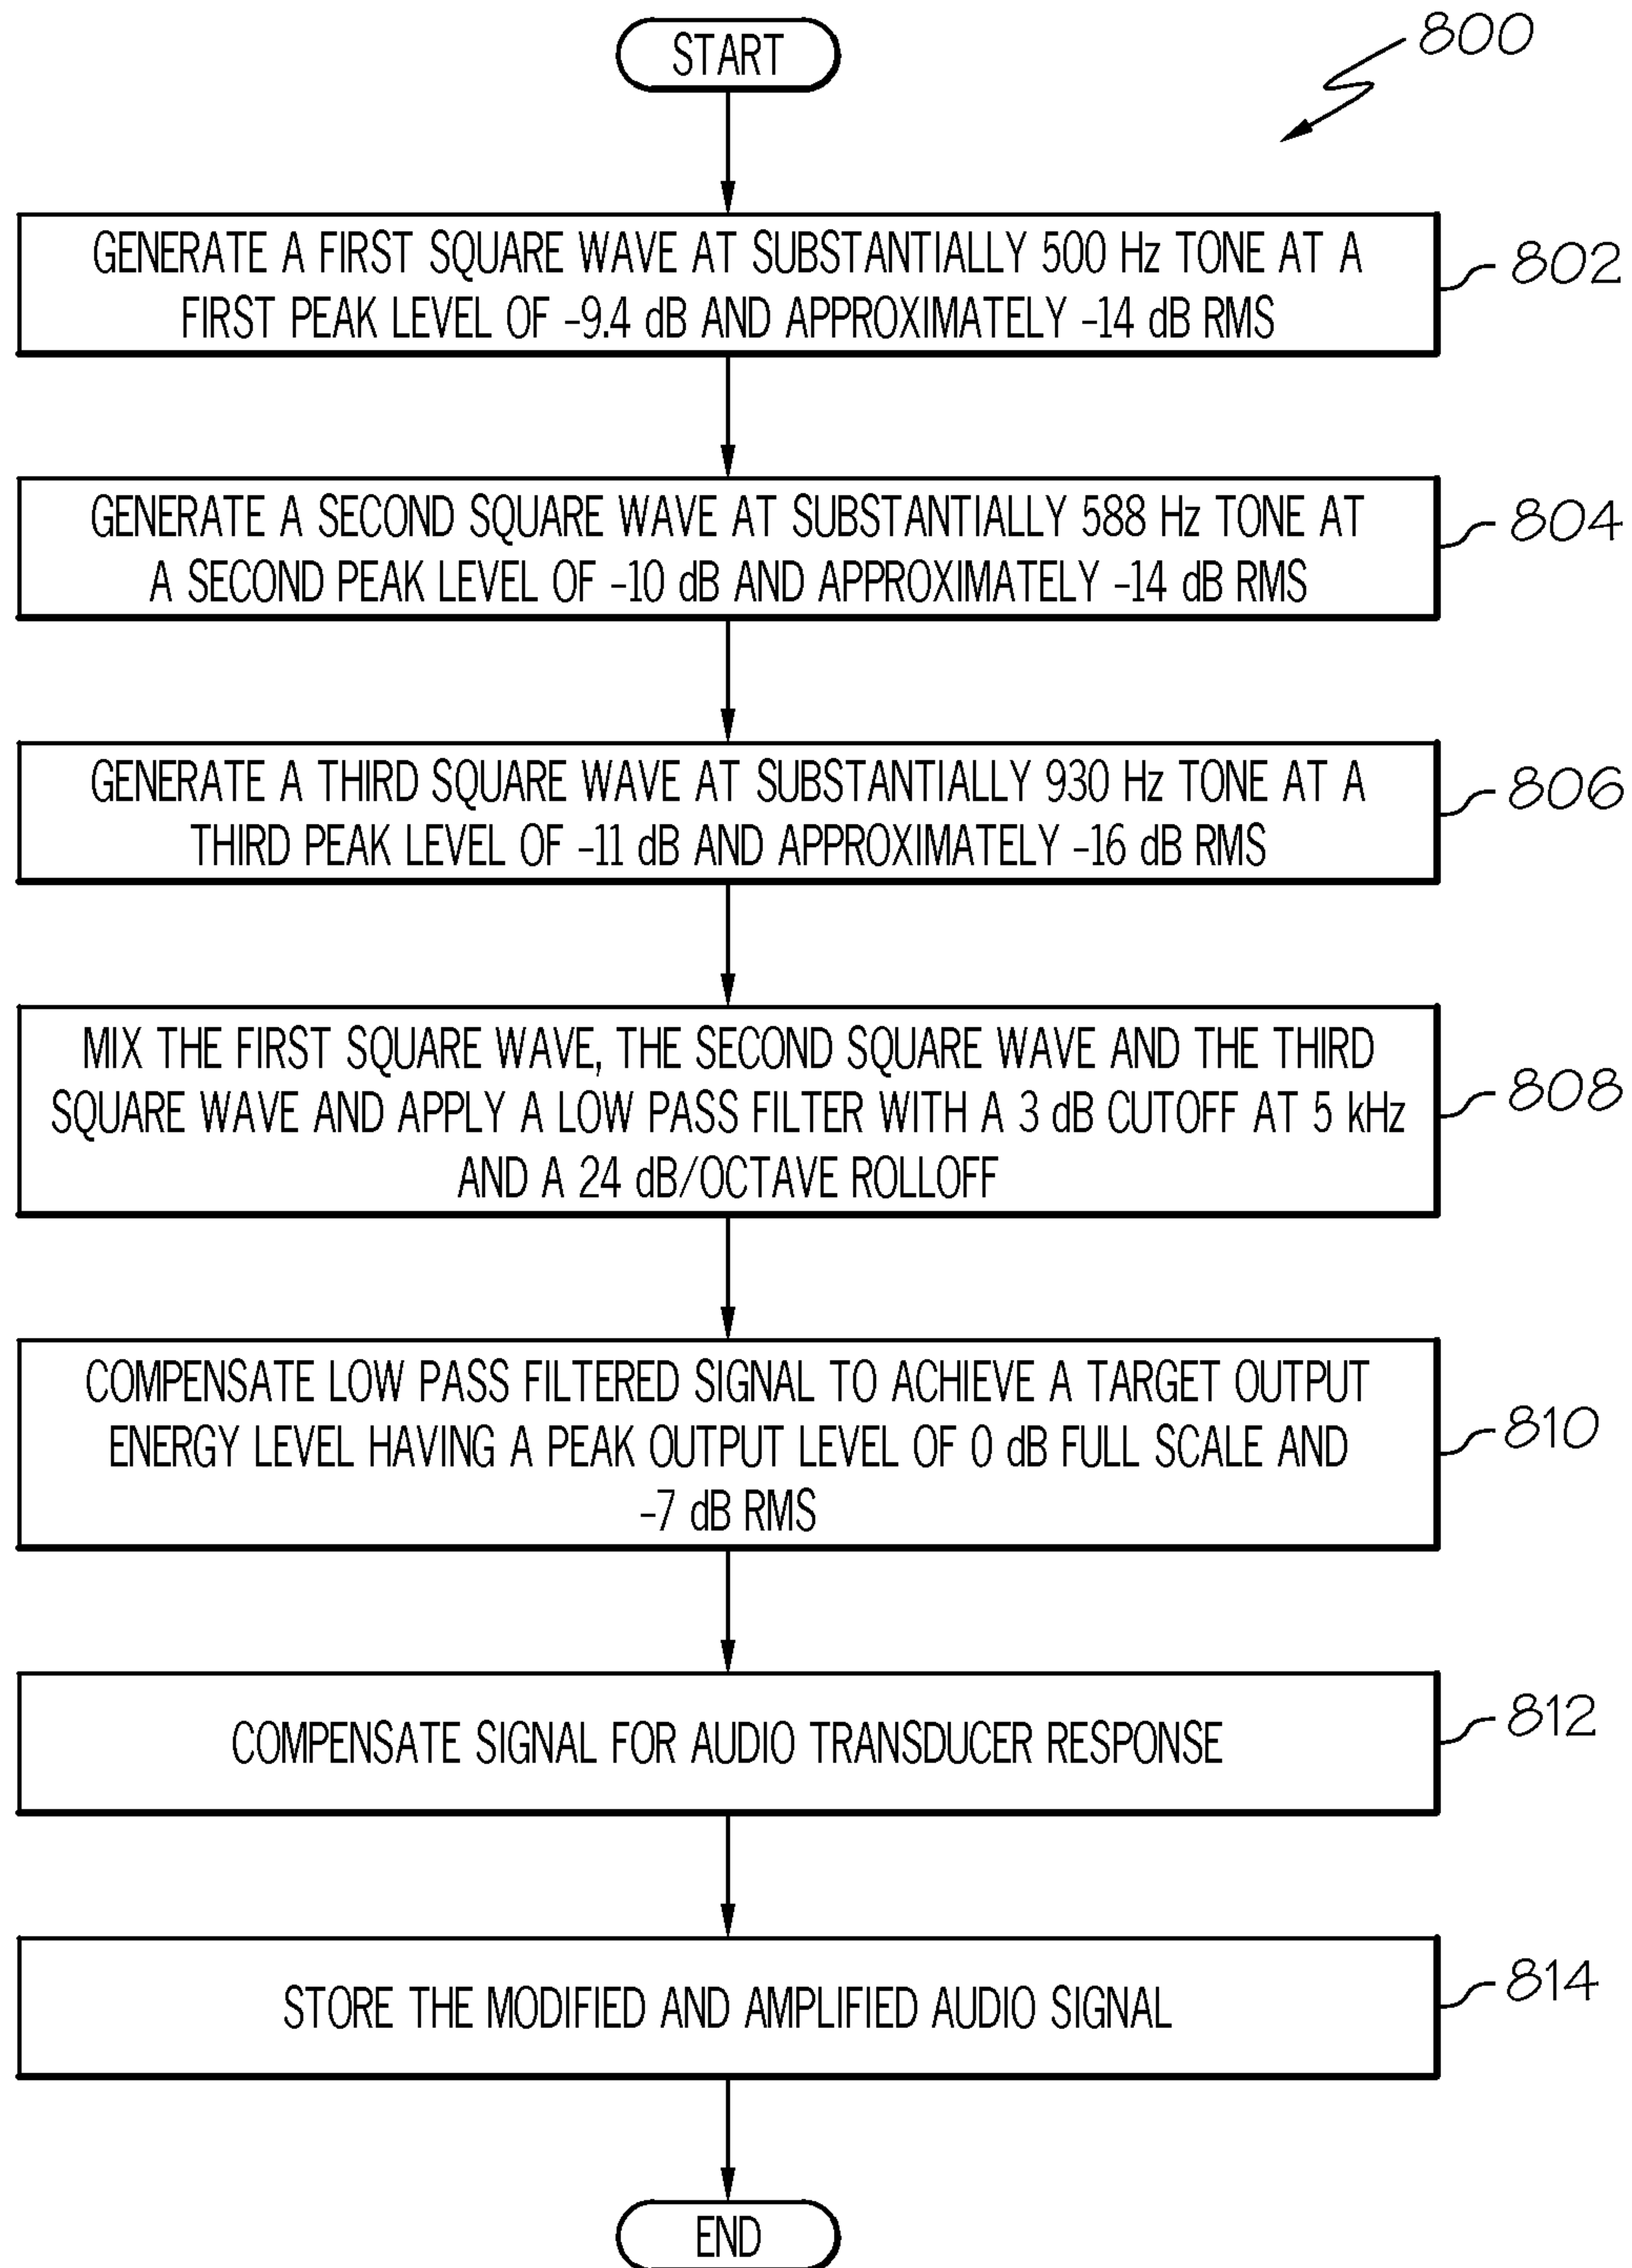 START
800
GENERATE A FIRST SQUARE WAVE AT SUBSTANTIALLY 500 Hz TONE AT A
FIRST PEAK LEVEL OF –9.4 dB AND APPROXIMATELY –14 dB RMS
802
GENERATE A SECOND SQUARE WAVE AT SUBSTANTIALLY 588 Hz TONE AT
A SECOND PEAK LEVEL OF –10 dB AND APPROXIMATELY –14 dB RMS
804
GENERATE A THIRD SQUARE WAVE AT SUBSTANTIALLY 930 Hz TONE AT A
THIRD PEAK LEVEL OF –11 dB AND APPROXIMATELY –16 dB RMS
806
MIX THE FIRST SQUARE WAVE, THE SECOND SQUARE WAVE AND THE THIRD
SQUARE WAVE AND APPLY A LOW PASS FILTER WITH A 3 dB CUTOFF AT 5 kHz
AND A 24 dB/OCTAVE ROLLOFF
808
COMPENSATE LOW PASS FILTERED SIGNAL TO ACHIEVE A TARGET OUTPUT
ENERGY LEVEL HAVING A PEAK OUTPUT LEVEL OF 0 dB FULL SCALE AND
–7 dB RMS
810
COMPENSATE SIGNAL FOR AUDIO TRANSDUCER RESPONSE
812
STORE THE MODIFIED AND AMPLIFIED AUDIO SIGNAL
814
END